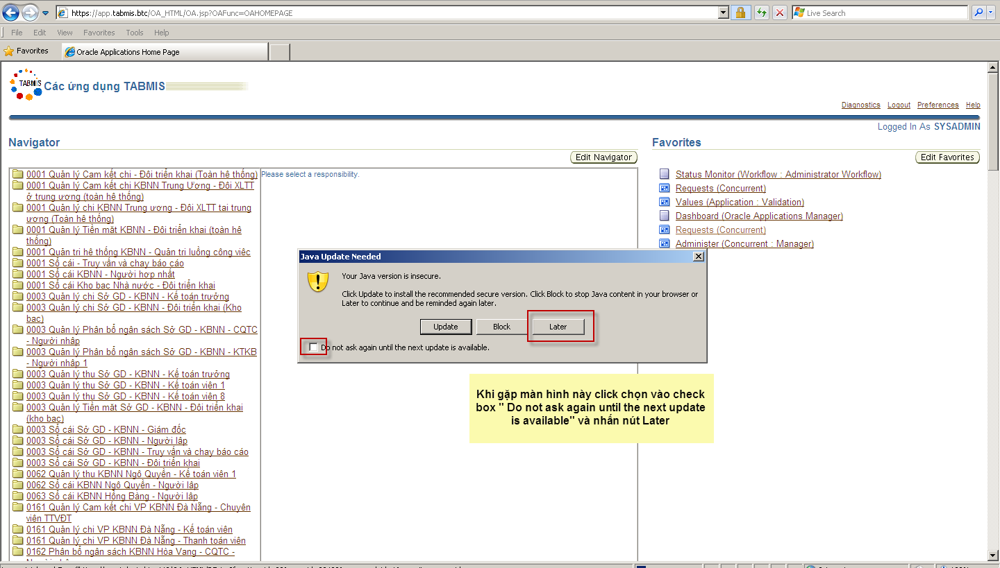 https://app.tabmis.btc/OA_HTML/OA.jsp?OAFunc=OAHOMEPAGE
Live Search
File Edit View Favorites Tools Help
Favorites
Oracle Applications Home Page
TABMIS
Các ứng dụng TABMIS
Diagnostics Logout Preferences Help
Logged In As SYSADMIN
Navigator
Edit Navigator
0001 Quản lý Cam kết chi - Đội triển khai (Toàn hệ thống)
0001 Quản lý Cam kết chi KBNN Trung Ương - Đội XLTT
ở trung ương (toàn hệ thống)
0001 Quản lý chi KBNN Trung ương - Đội XLTT tại trung
ương (Toàn hệ thống)
0001 Quản lý Tiền mặt KBNN - Đội triển khai (toàn hệ
thống)
0001 Quản trị hệ thống KBNN - Quản trị luồng công việc
0001 Sổ cái - Truy vấn và chạy báo cáo
0001 Sổ cái KBNN - Người hợp nhất
0001 Sổ cái Kho bạc Nhà nước - Đội triển khai
0003 Quản lý chi Sở GD - KBNN - Kế toán trưởng
0003 Quản lý chi Sở GD - KBNN - Đội triển khai (Kho
bạc)
0003 Quản lý Phân bổ ngân sách Sở GD - KBNN - CQTC
- Người nhập
0003 Quản lý Phân bổ ngân sách Sở GD - KBNN - KTKB
- Người nhập 1
0003 Quản lý thu Sở GD - KBNN - Kế toán trưởng
0003 Quản lý thu Sở GD - KBNN - Kế toán viên 1
0003 Quản lý thu Sở GD - KBNN - Kế toán viên 8
0003 Quản lý Tiền mặt Sở GD - KBNN - Đội triển khai
(kho bạc)
0003 Sổ cái Sở GD - KBNN - Giám đốc
0003 Sổ cái Sở GD - KBNN - Người lập
0003 Sổ cái Sở GD - KBNN - Truy vấn và chạy báo cáo
0003 Sổ cái Sở GD - KBNN - Đội triển khai
0062 Quản lý thu KBNN Ngô Quyền - Kế toán viên 1
0062 Sổ cái KBNN Ngô Quyền - Người lập
0063 Sổ cái KBNN Hồng Bàng - Người lập
0161 Quản lý Cam kết chi VP KBNN Đà Nẵng - Chuyên
viên TTVĐT
0161 Quản lý chi VP KBNN Đà Nẵng - Kế toán viên
0161 Quản lý chi VP KBNN Đà Nẵng - Thanh toán viên
0162 Phân bổ ngân sách KBNN Hòa Vang - CQTC -
Please select a responsibility.
Favorites
Edit Favorites
Status Monitor (Workflow : Administrator Workflow)
Requests (Concurrent)
Values (Application : Validation)
Dashboard (Oracle Applications Manager)
Requests (Concurrent)
Administer (Concurrent : Manager)
Java Update Needed
Your Java version is insecure.
Click Update to install the recommended secure version. Click Block to stop Java content in your browser or
Later to continue and be reminded again later.
Update Block Later
Do not ask again until the next update is available.
Khi gặp màn hình này click chọn vào check
box " Do not ask again until the next update
is available" và nhấn nút Later